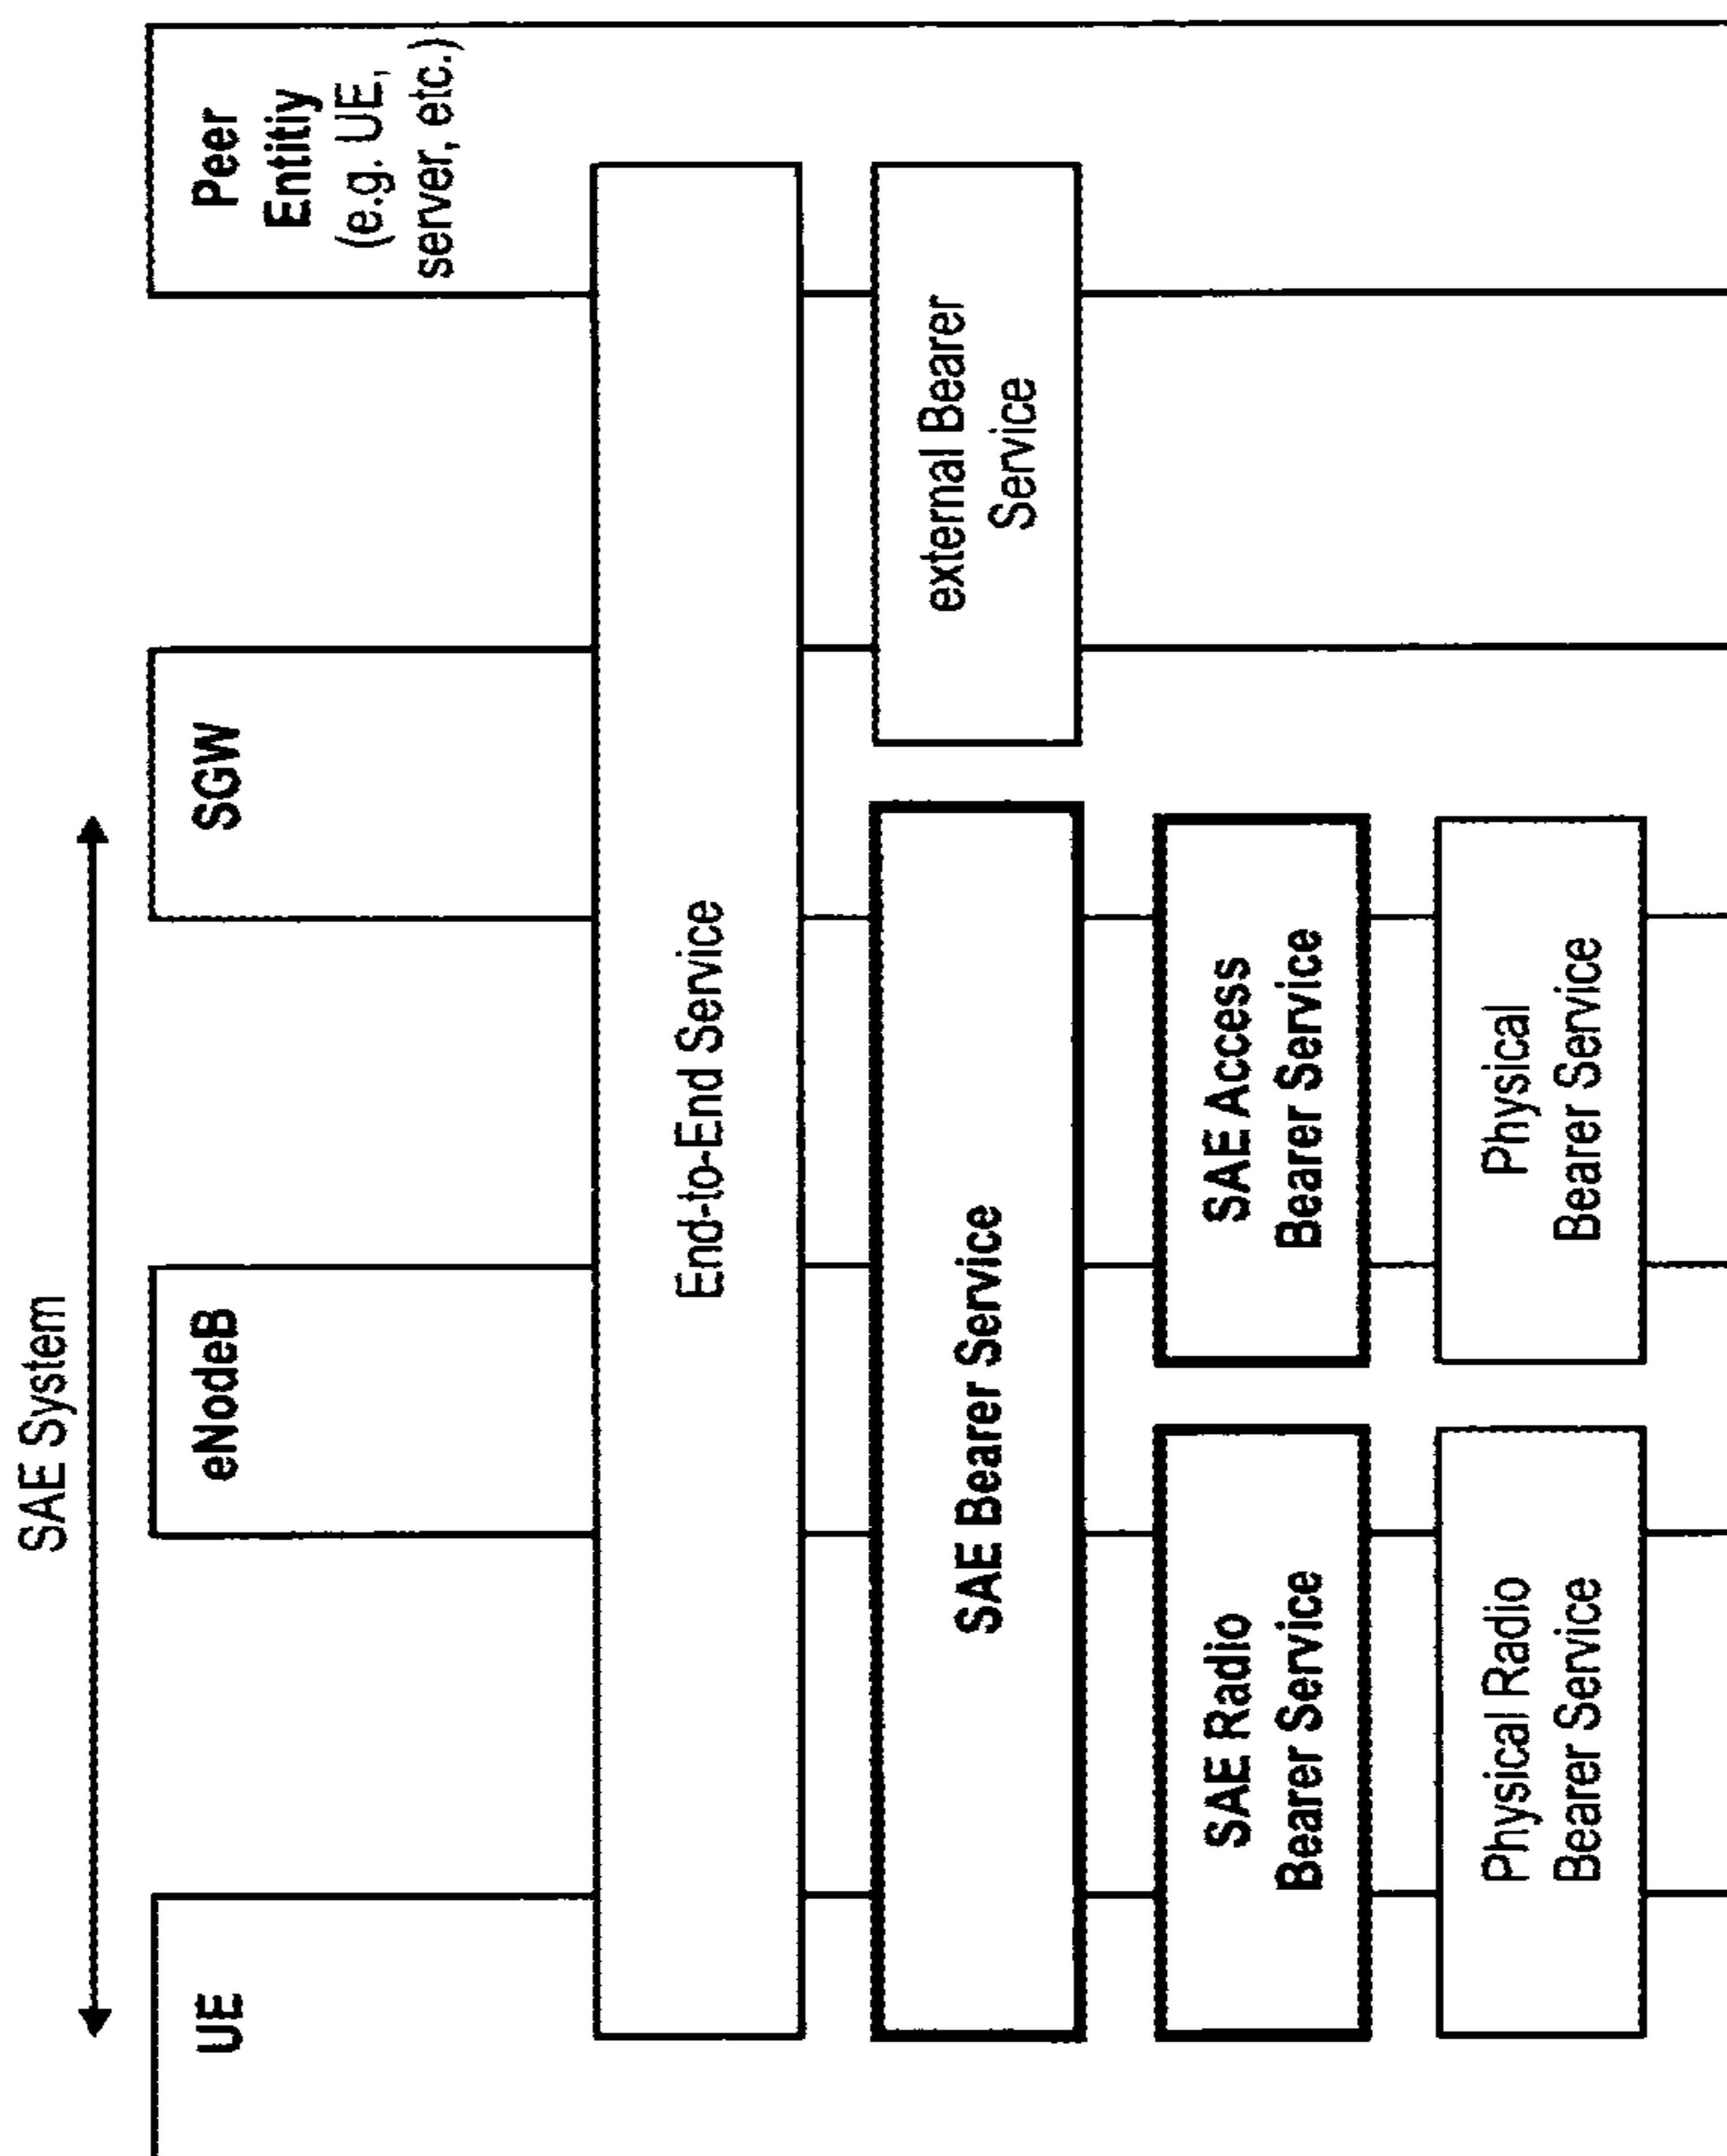 SAE System
UE
eNodeB
SGW
Peer
Entitiy
(e.g. UE,
server, etc.)
End-to-End Service
SAE Bearer Service
external Bearer
Service
SAE Radio
Bearer Service
SAE Access
Bearer Service
Physical Radio
Bearer Service
Physical
Bearer Service